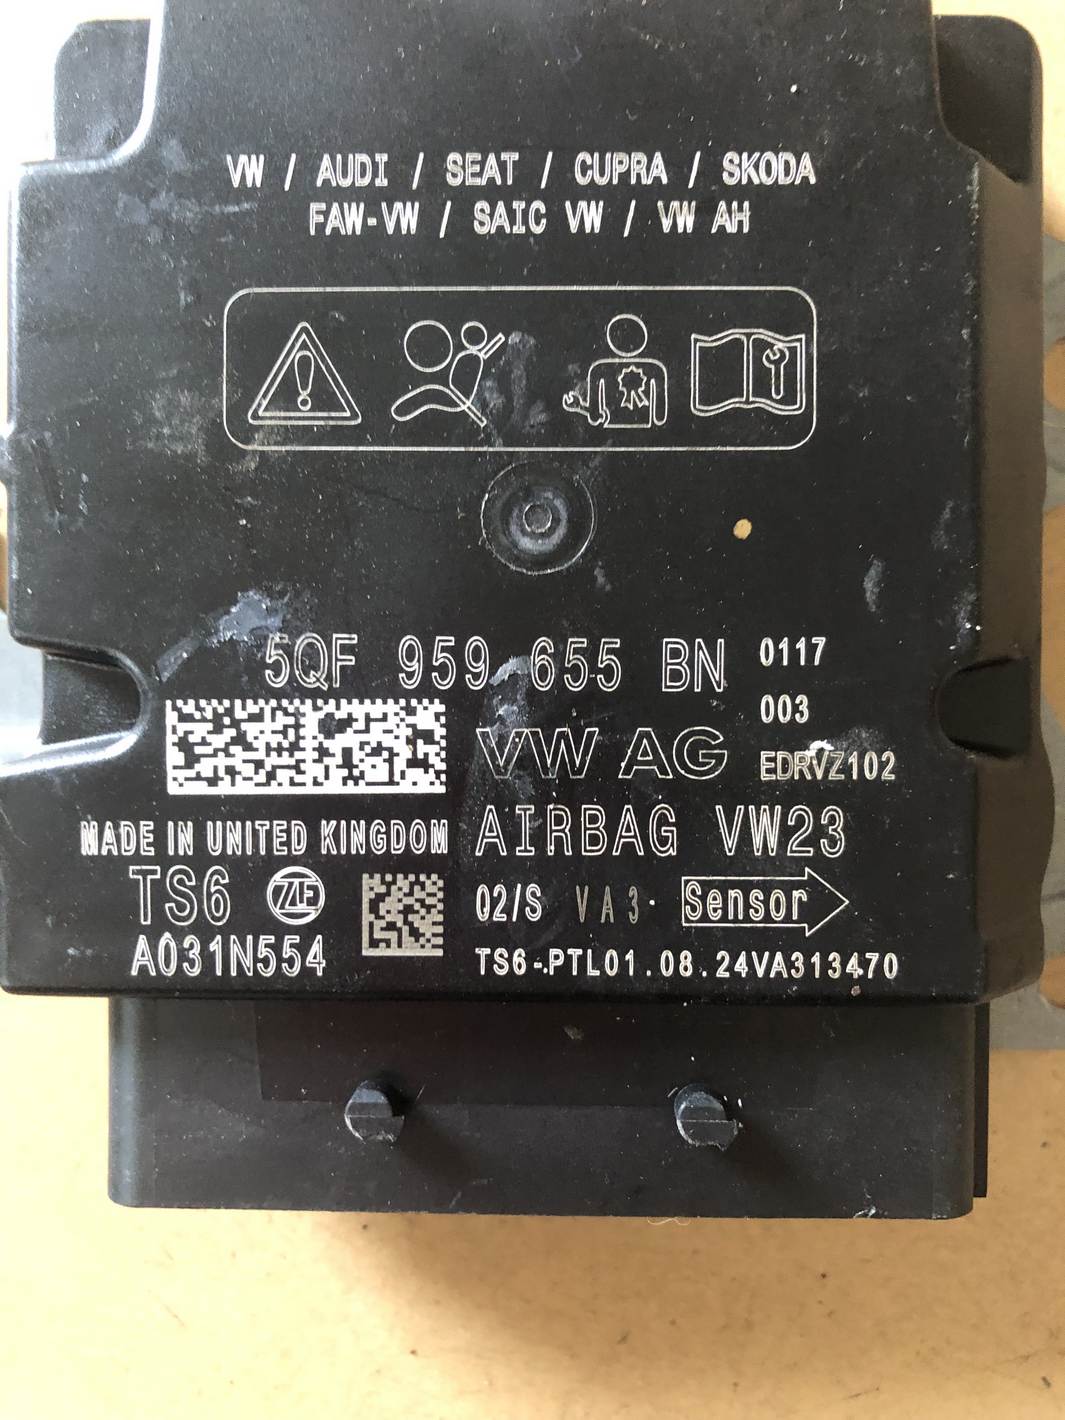 VW / AUDI / SEAT / CUPRA / SKODA
FAW-VW / SAIC VW / VW AH
5QF 959 655 BN 0117
003
VW AG EDRVZ102
MADE IN UNITED KINGDOM AIRBAG VW23
TS6 ZF 02/S VA3 Sensor
A031N554 TS6-PTL01.08.24VA313470